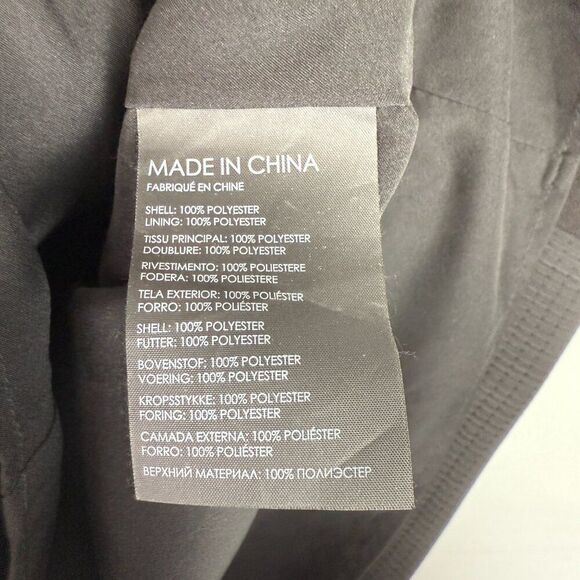 MADE IN CHINA
FABRIQUÉ EN CHINE
SHELL: 100% POLYESTER
LINING: 100% POLYESTER
TISSU PRINCIPAL: 100% POLYESTER
DOUBLURE: 100% POLYESTER
RIVESTIMENTO: 100% POLIESTERE
FODERA: 100% POLIESTERE
TELA EXTERIOR: 100% POLIÉSTER
FORRO: 100% POLIÉSTER
SHELL: 100% POLYESTER
FUTTER: 100% POLYESTER
BOVENSTOF: 100% POLYESTER
VOERING: 100% POLYESTER
KROPSSTYKKE: 100% POLYESTER
FORING: 100% POLYESTER
CAMADA EXTERNA: 100% POLIÉSTER
FORRO: 100% POLIÉSTER
ВЕРХНИЙ МАТЕРИАЛ: 100% ПОЛИЭСТЕР